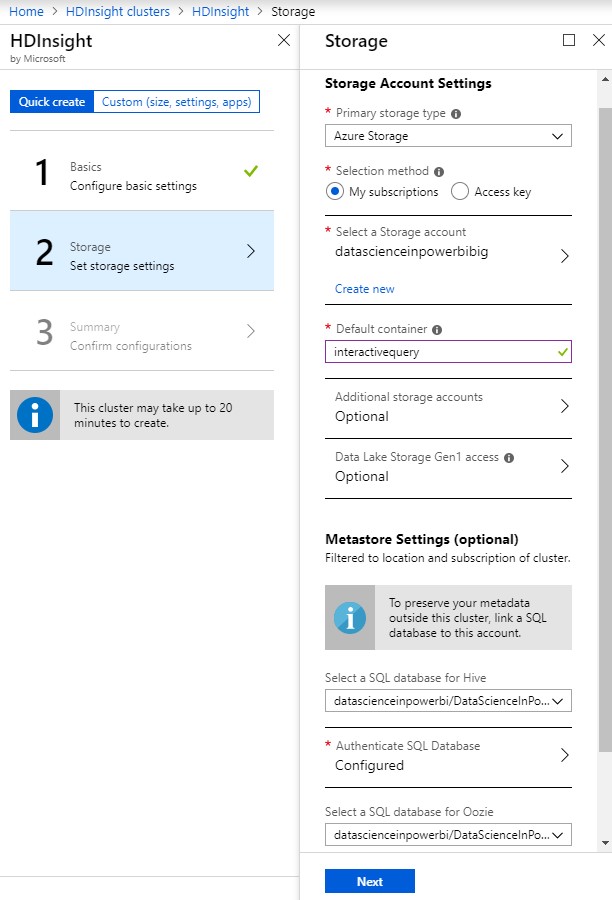 Home > HDInsight clusters > HDInsight > Storage
HDInsight
by Microsoft
Quick create
Custom (size, settings, apps)
1
Basics
Configure basic settings
2
Storage
Set storage settings
3
Summary
Confirm configurations
This cluster may take up to 20
minutes to create.
Storage
Storage Account Settings
* Primary storage type
Azure Storage
* Selection method
My subscriptions
Access key
* Select a Storage account
datascienceinpowerbibig
Create new
* Default container
interactivequery
Additional storage accounts
Optional
Data Lake Storage Gen1 access
Optional
Metastore Settings (optional)
Filtered to location and subscription of cluster.
To preserve your metadata
outside this cluster, link a SQL
database to this account.
Select a SQL database for Hive
datascienceinpowerbi/DataScienceInPo...
* Authenticate SQL Database
Configured
Select a SQL database for Oozie
datascienceinpowerbi/DataScienceInPo...
Next